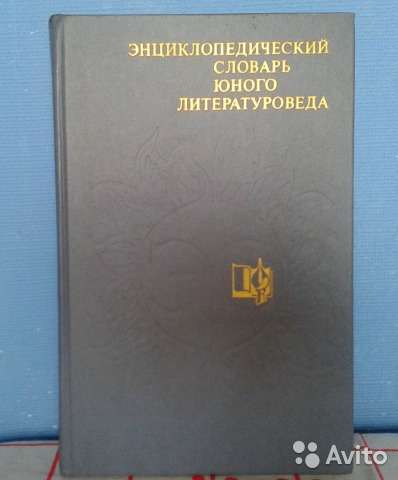 ЭНЦИКЛОПЕДИЧЕСКИЙ
СЛОВАРЬ
ЮНОГО
ЛИТЕРАТУРОВЕДА
Avito